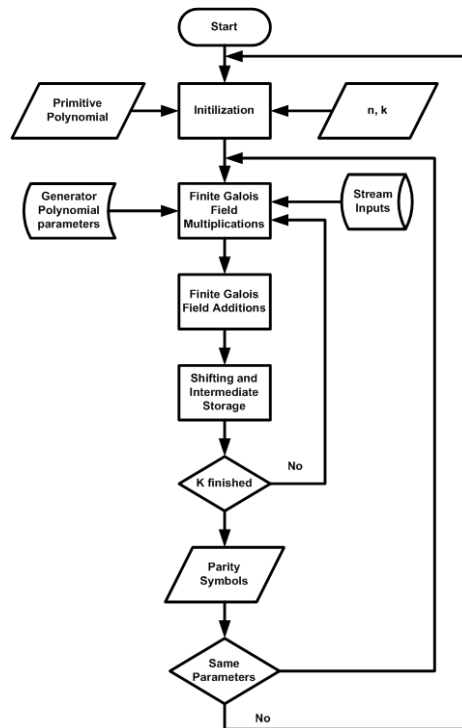 Start
Primitive
Polynomial
Initilization
n, k
Generator
Polynomial
parameters
Finite Galois
Field
Multiplications
Stream
Inputs
Finite Galois
Field Additions
Shifting and
Intermediate
Storage
No
K finished
Parity
Symbols
Same
Parameters
No